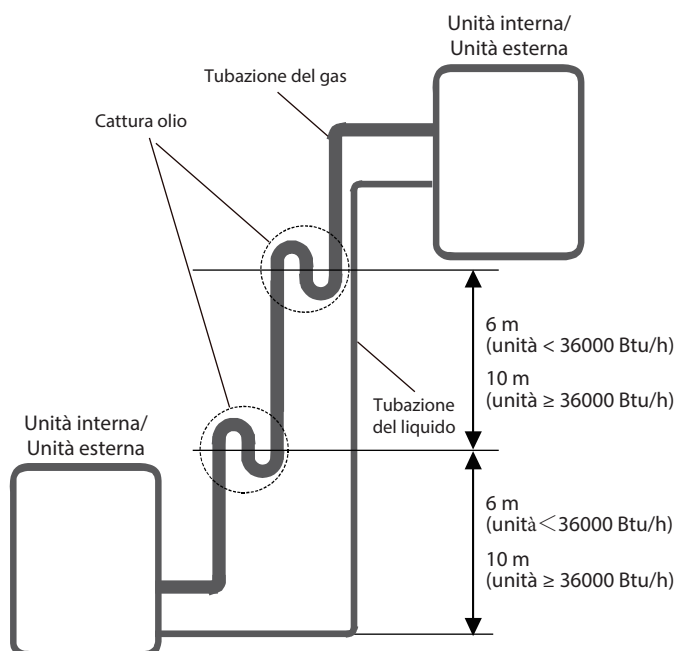 Unità interna/
Unità esterna
Tubazione del gas
Cattura olio
6 m
(unità < 36000 Btu/h)
10 m
(unità ≥ 36000 Btu/h)
Tubazione
del liquido
Unità interna/
Unità esterna
6 m
(unità＜36000 Btu/h)
10 m
(unità ≥ 36000 Btu/h)